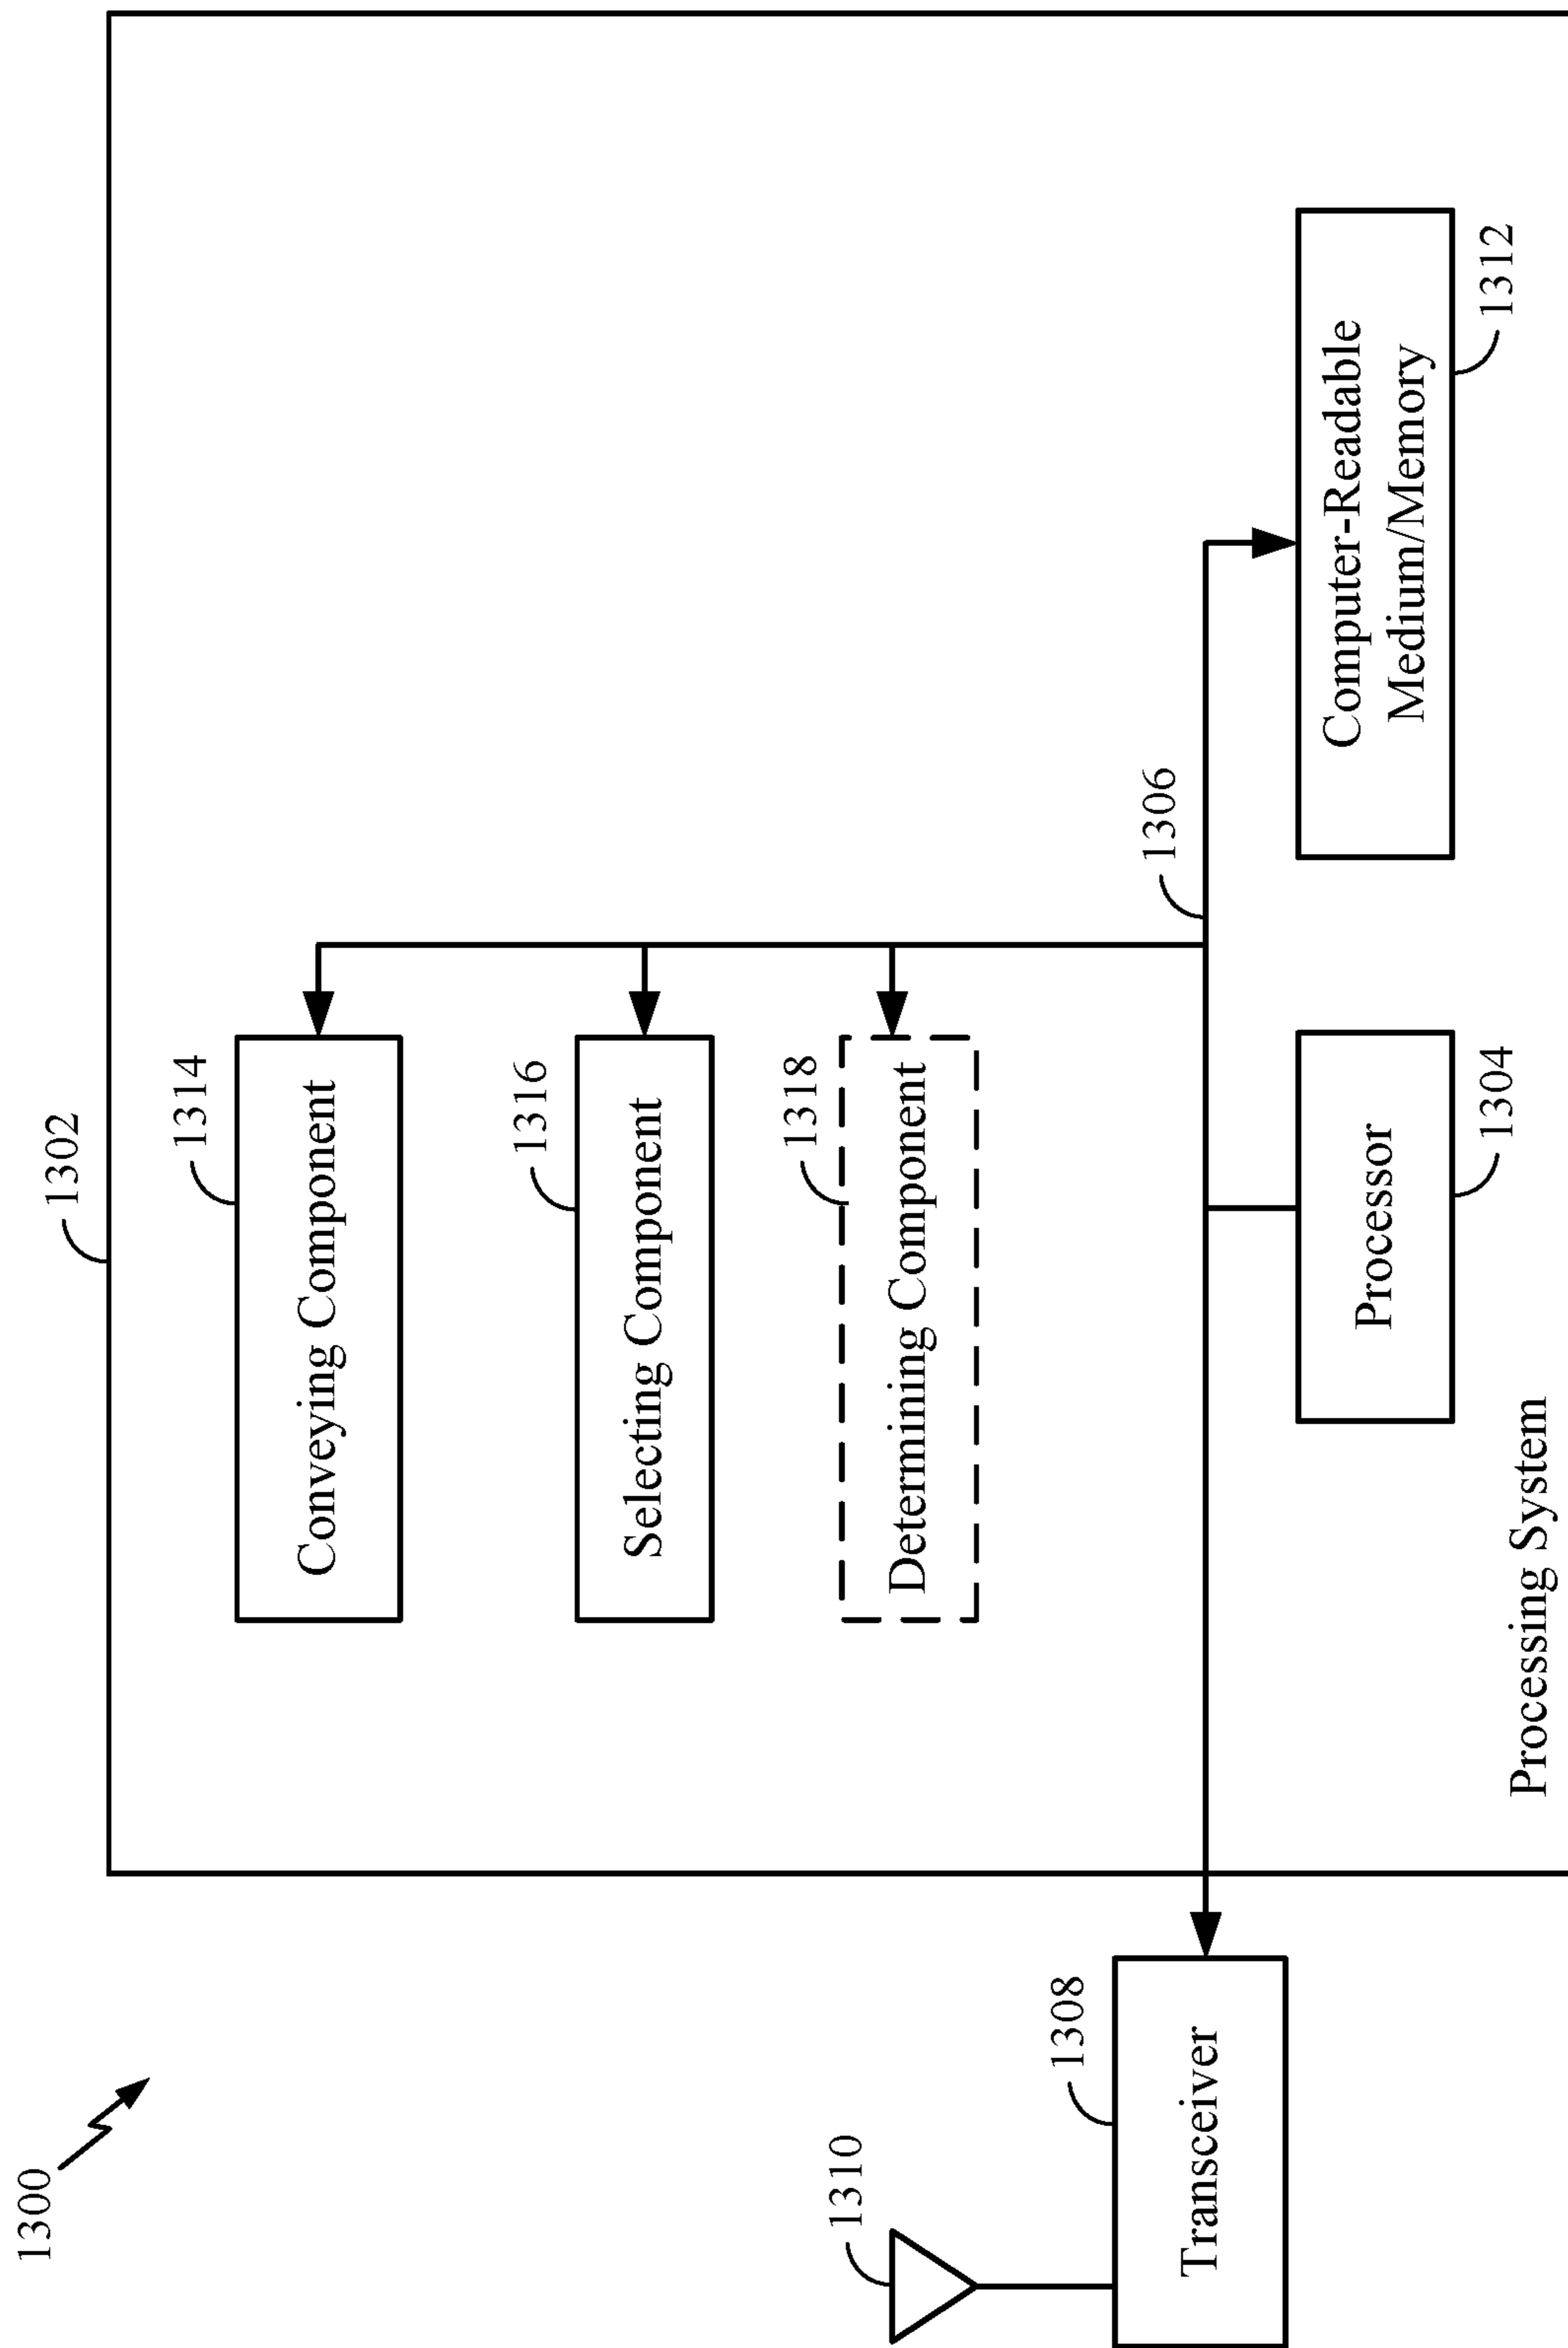 1300
1302
1314
Conveying Component
1316
Selecting Component
1318
Determining Component
1306
1310
1308
Transceiver
Processor
1304
Computer-Readable
Medium/Memory
1312
Processing System